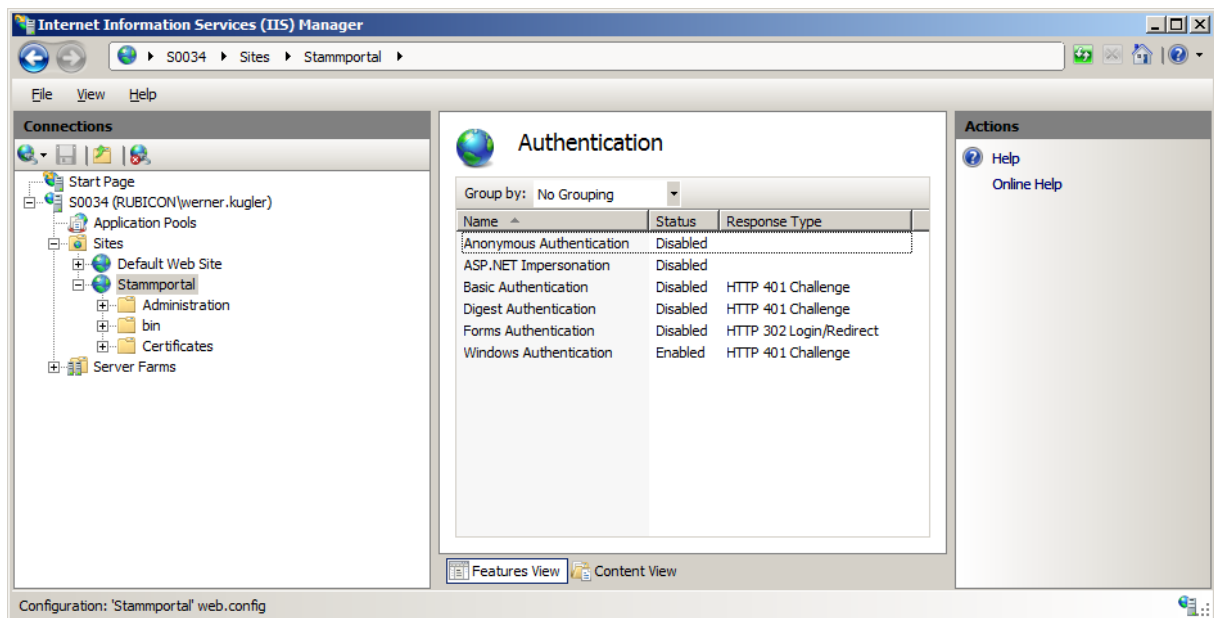 Internet Information Services (IIS) Manager
S0034 Sites Stammportal
File View Help
Connections
Start Page
S0034 (RUBICON\werner.kugler)
Application Pools
Sites
Default Web Site
Stammportal
Administration
bin
Certificates
Server Farms
Authentication
Group by: No Grouping
Name Status Response Type
Anonymous Authentication Disabled
ASP.NET Impersonation Disabled
Basic Authentication Disabled HTTP 401 Challenge
Digest Authentication Disabled HTTP 401 Challenge
Forms Authentication Disabled HTTP 302 Login/Redirect
Windows Authentication Enabled HTTP 401 Challenge
Features View Content View
Actions
Help
Online Help
Configuration: 'Stammportal' web.config